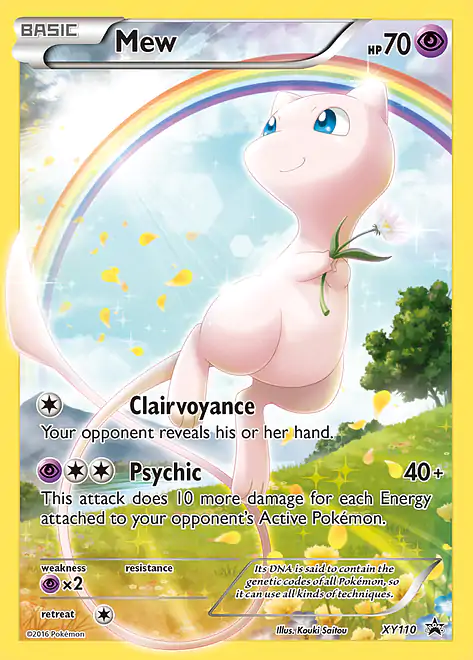 BASIC
Mew
HP70
Clairvoyance
Your opponent reveals his or her hand.
Psychic 40+
This attack does 10 more damage for each Energy
attached to your opponent's Active Pokémon.
weakness resistance
×2
retreat
Its DNA is said to contain the
genetic codes of all Pokémon, so
it can use all kinds of techniques.
©2016 Pokémon
Illus. Kouki Saitou
XY110